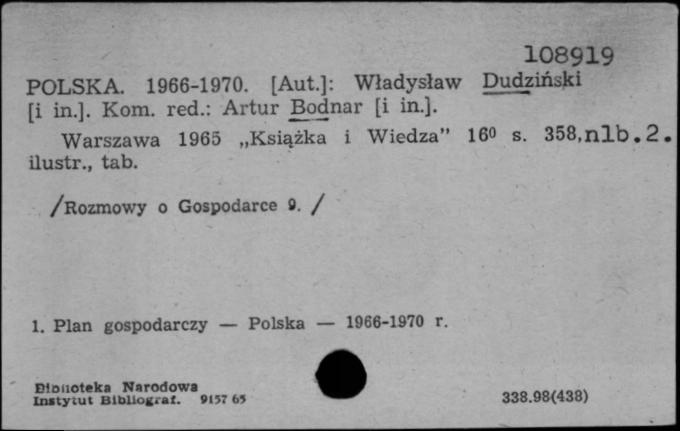 108919
POLSKA. 1966-1970. [Aut.]: Władysław Dudziński
[i in.]. Kom. red.: Artur Bodnar [i in.].
Warszawa 1965 „Książka i Wiedza” 16⁰ s. 358,nlb.2.
ilustr., tab.
/Rozmowy o Gospodarce 9. /
1. Plan gospodarczy — Polska — 1966-1970 r.
Biblioteka Narodowa
Instytut Bibliograf. 9157 65
338.98(438)